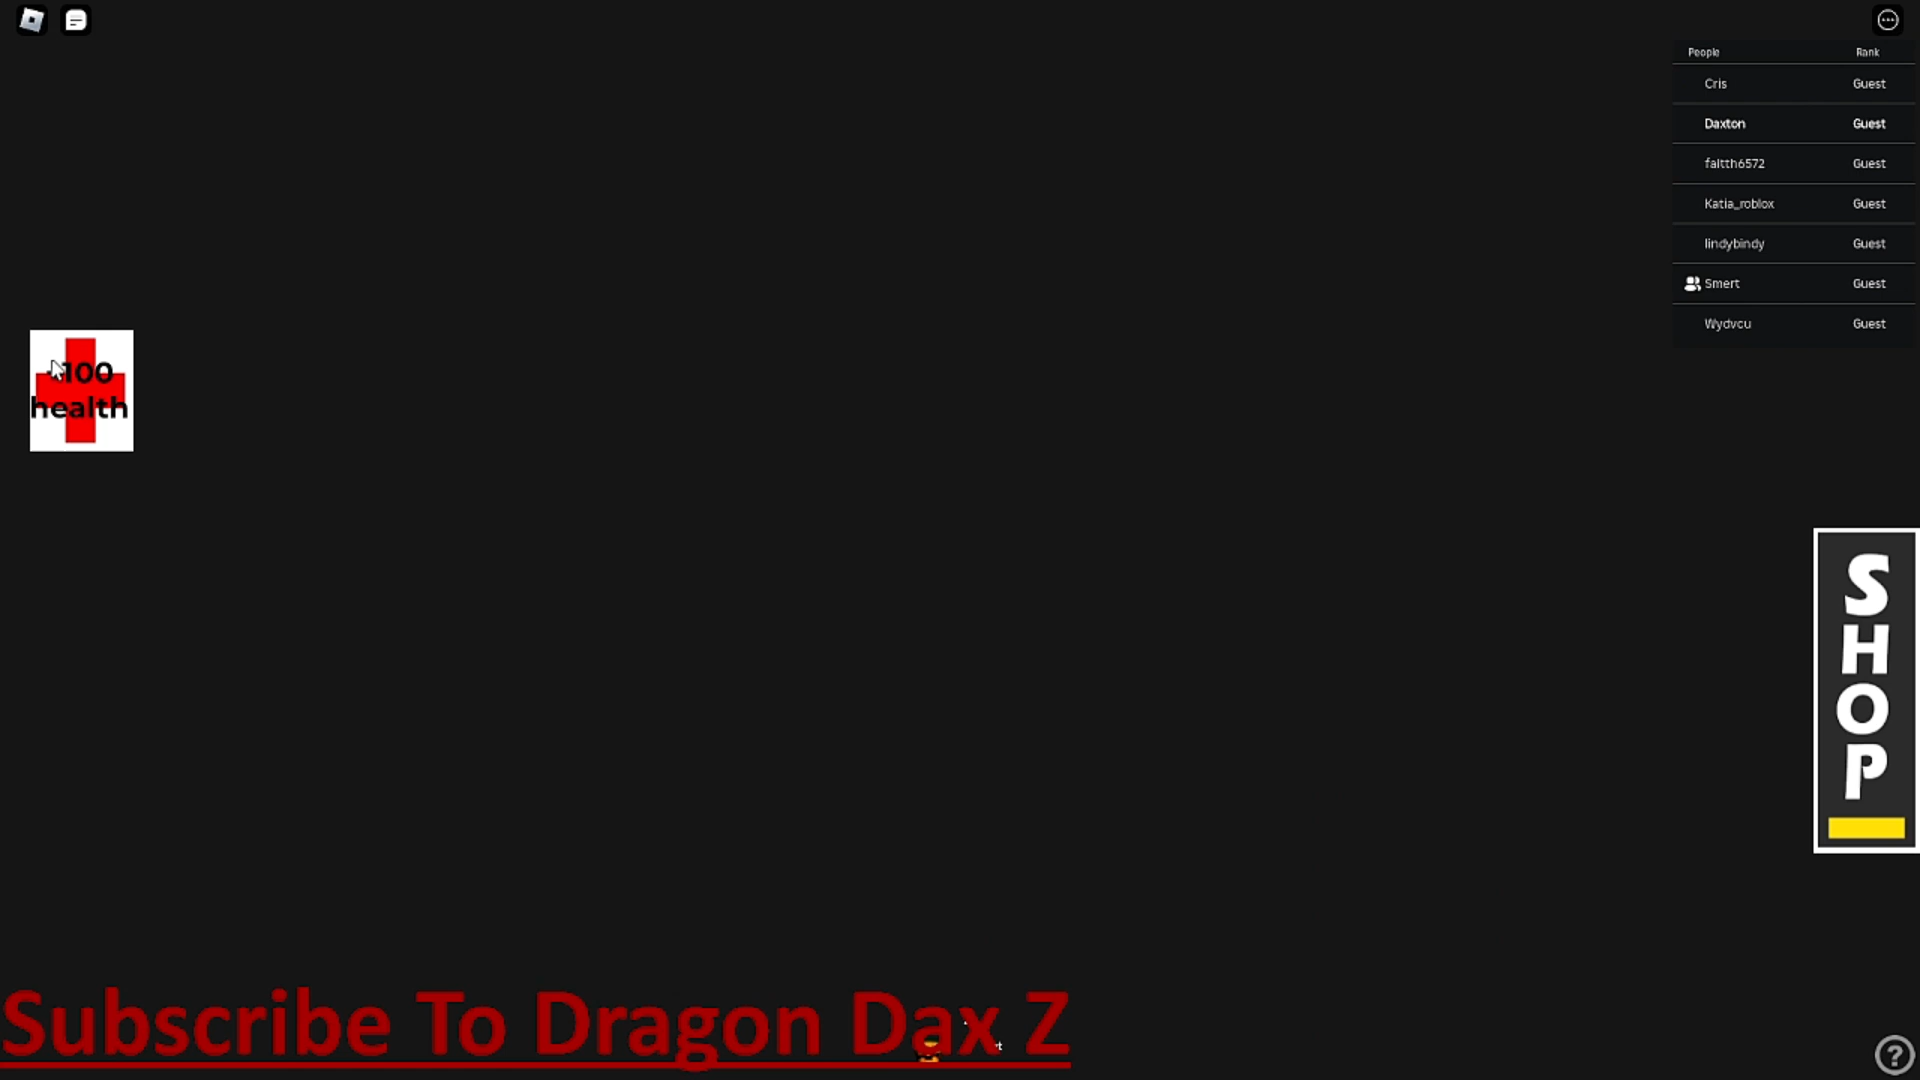 People Rank
Cris Guest
Daxton Guest
faltth6572 Guest
Katia_roblox Guest
lindybindy Guest
Smert Guest
Wydvcu Guest
100
health
SHOP
Subscribe To Dragon Dax Z
?